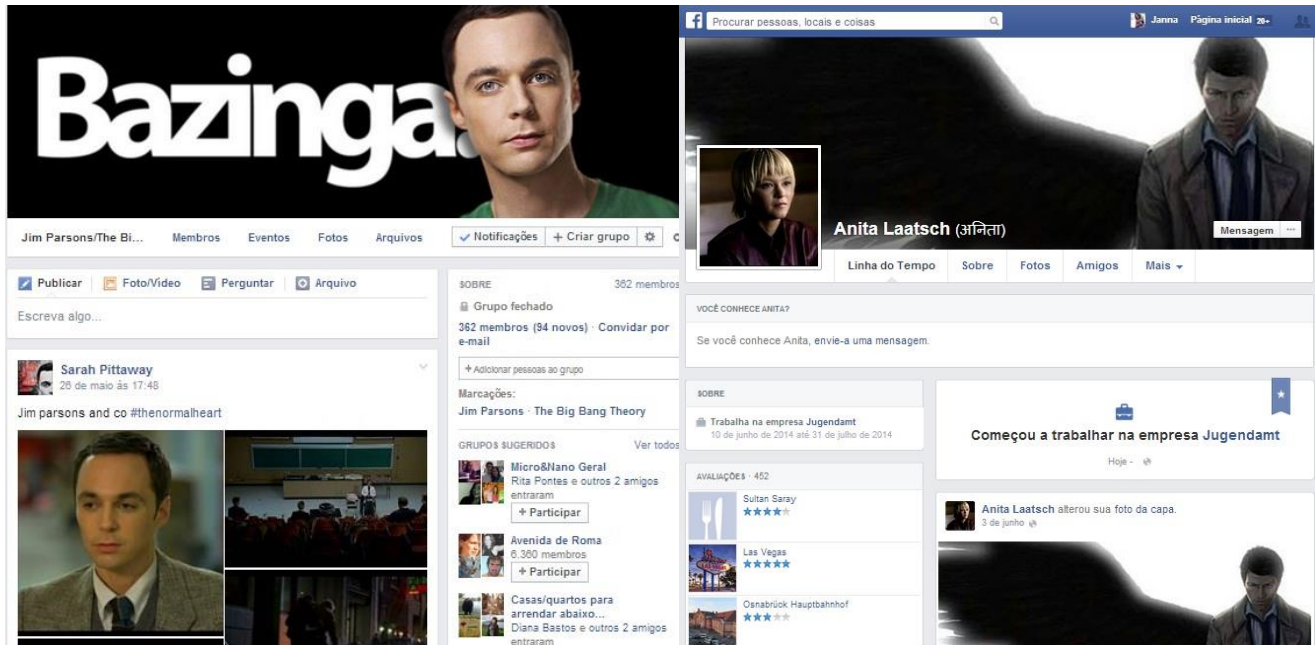 Bazinga.
Jim Parsons/The Bi...
Membros
Eventos
Fotos
Arquivos
Notificações
+ Criar grupo
Publicar
Foto/Vídeo
Perguntar
Arquivo
Escreva algo...
Sarah Pittaway
26 de maio às 17:48
Jim parsons and co #thenormalheart
SOBRE
362 membros
Grupo fechado
362 membros (94 novos) · Convidar por
e-mail
+ Adicionar pessoas ao grupo
Marcações:
Jim Parsons · The Big Bang Theory
GRUPOS SUGERIDOS
Ver todos
Micro&Nano Geral
Rita Pontes e outros 2 amigos
entraram
+ Participar
Avenida de Roma
6.360 membros
+ Participar
Casas/quartos para
arrendar abaixo...
Diana Bastos e outros 2 amigos
entraram
Procurar pessoas, locais e coisas
Janna
Página inicial 20+
Anita Laatsch (अनिता)
Mensagem
Linha do Tempo
Sobre
Fotos
Amigos
Mais
VOCÊ CONHECE ANITA?
Se você conhece Anita, envie-a uma mensagem.
SOBRE
Trabalha na empresa Jugendamt
10 de junho de 2014 até 31 de julho de 2014
AVALIAÇÕES · 452
Sultan Saray
Las Vegas
Osnabrück Hauptbahnhof
Começou a trabalhar na empresa Jugendamt
Hoje
Anita Laatsch alterou sua foto da capa.
3 de junho